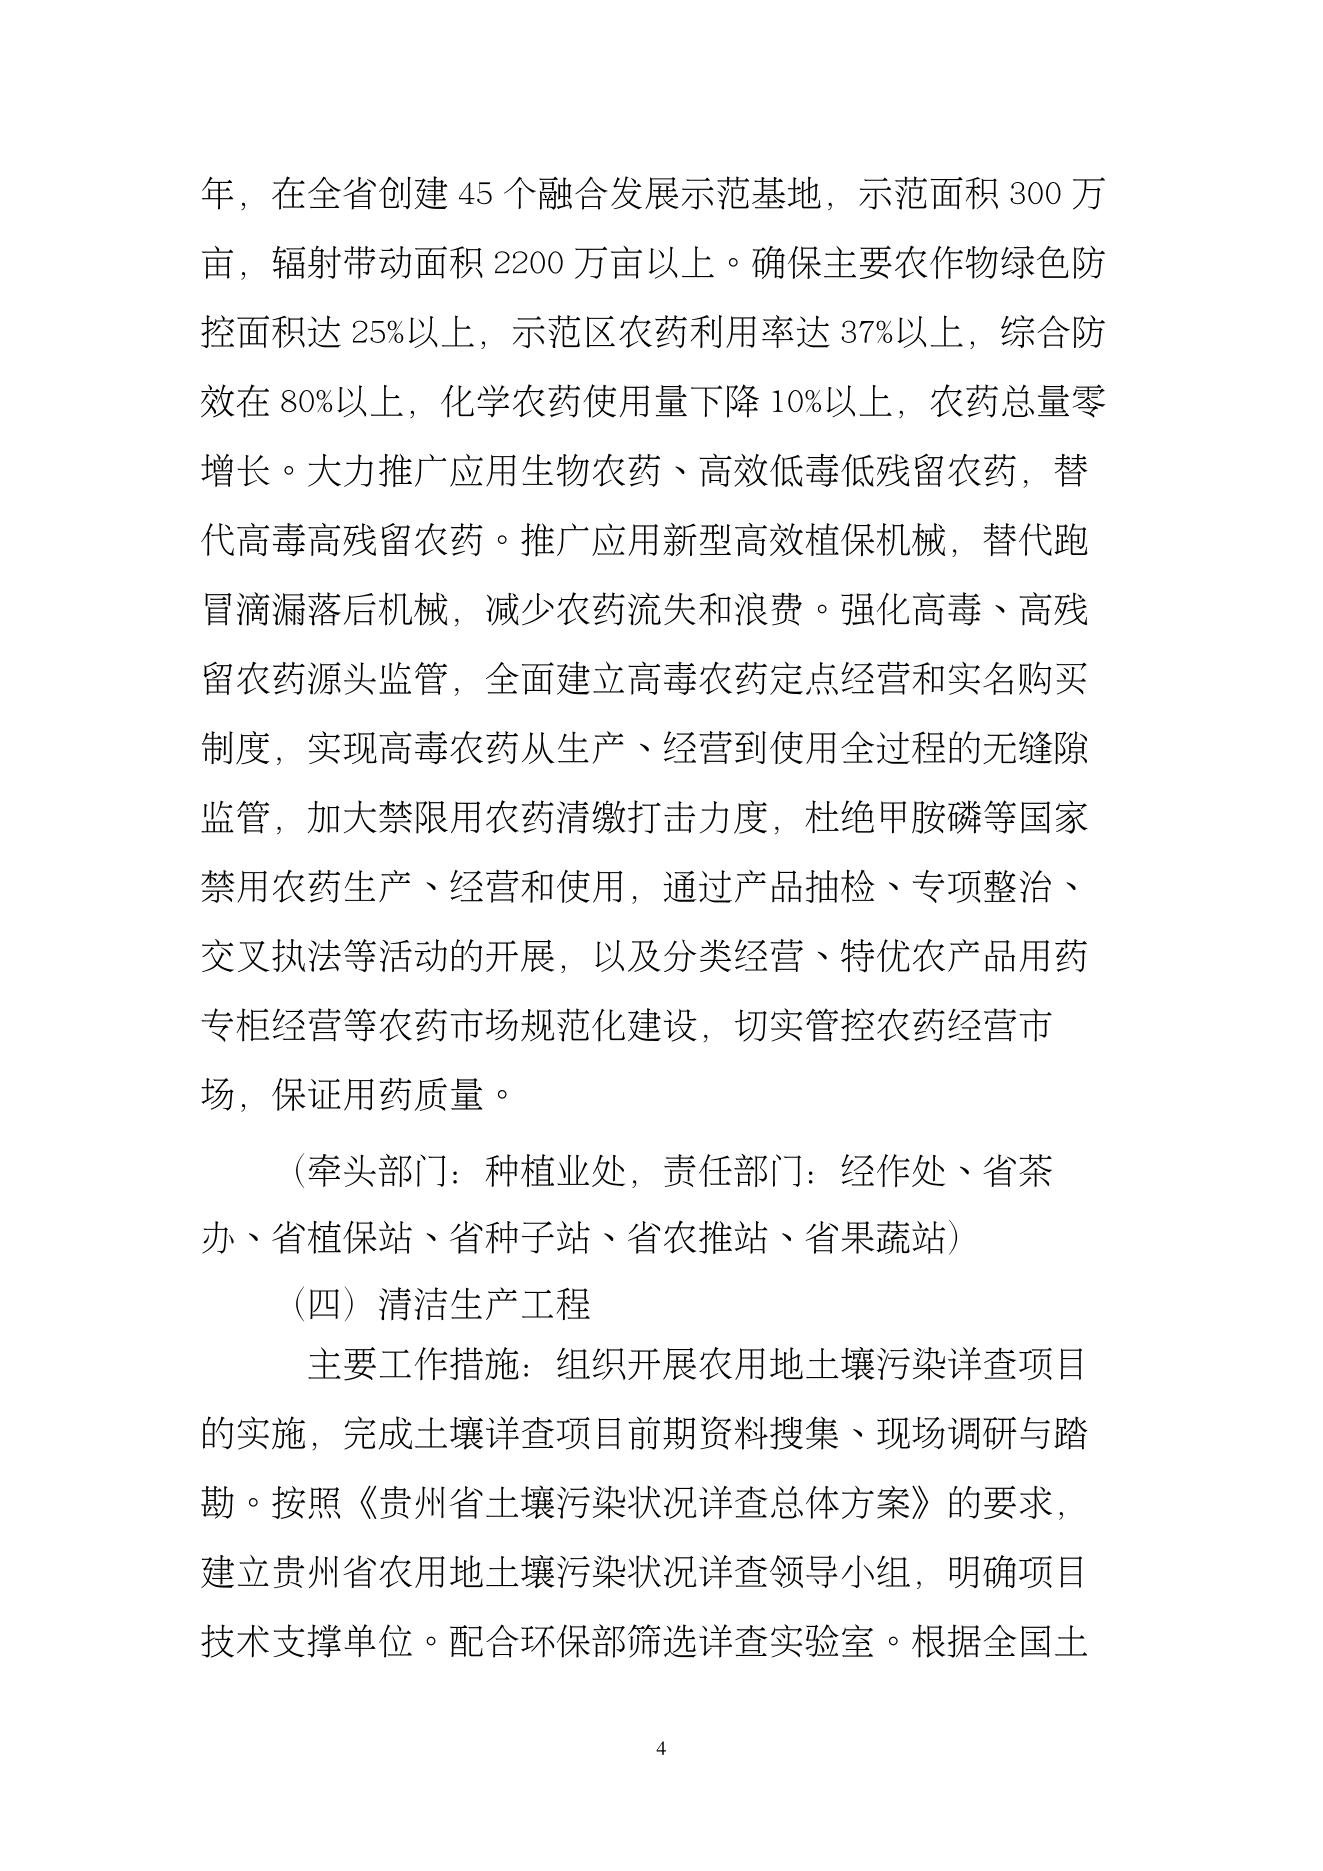 年，在全省创建 45 个融合发展示范基地，示范面积 300 万
亩，辐射带动面积 2200 万亩以上。确保主要农作物绿色防
控面积达 25%以上，示范区农药利用率达 37%以上，综合防
效在 80%以上，化学农药使用量下降 10%以上，农药总量零
增长。大力推广应用生物农药、高效低毒低残留农药，替
代高毒高残留农药。推广应用新型高效植保机械，替代跑
冒滴漏落后机械，减少农药流失和浪费。强化高毒、高残
留农药源头监管，全面建立高毒农药定点经营和实名购买
制度，实现高毒农药从生产、经营到使用全过程的无缝隙
监管，加大禁限用农药清缴打击力度，杜绝甲胺磷等国家
禁用农药生产、经营和使用，通过产品抽检、专项整治、
交叉执法等活动的开展，以及分类经营、特优农产品用药
专柜经营等农药市场规范化建设，切实管控农药经营市
场，保证用药质量。
（牵头部门：种植业处，责任部门：经作处、省茶
办、省植保站、省种子站、省农推站、省果蔬站）
（四）清洁生产工程
主要工作措施：组织开展农用地土壤污染详查项目
的实施，完成土壤详查项目前期资料搜集、现场调研与踏
勘。按照《贵州省土壤污染状况详查总体方案》的要求，
建立贵州省农用地土壤污染状况详查领导小组，明确项目
技术支撑单位。配合环保部筛选详查实验室。根据全国土
4